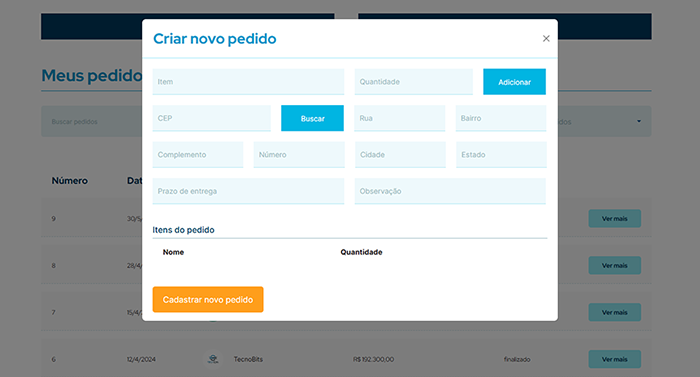 Criar novo pedido ×
Meus pedido
Item Quantidade Adicionar
CEP Buscar Rua Bairro
Buscar pedidos dos
Complemento Número Cidade Estado
Número Dat
Prazo de entrega Observação
9 30/5/ Ver mais
Itens do pedido
Nome Quantidade
8 28/4/ Ver mais
Cadastrar novo pedido
7 15/4/ Ver mais
6 12/4/2024 TecnoBits R$ 192.300,00 finalizado Ver mais